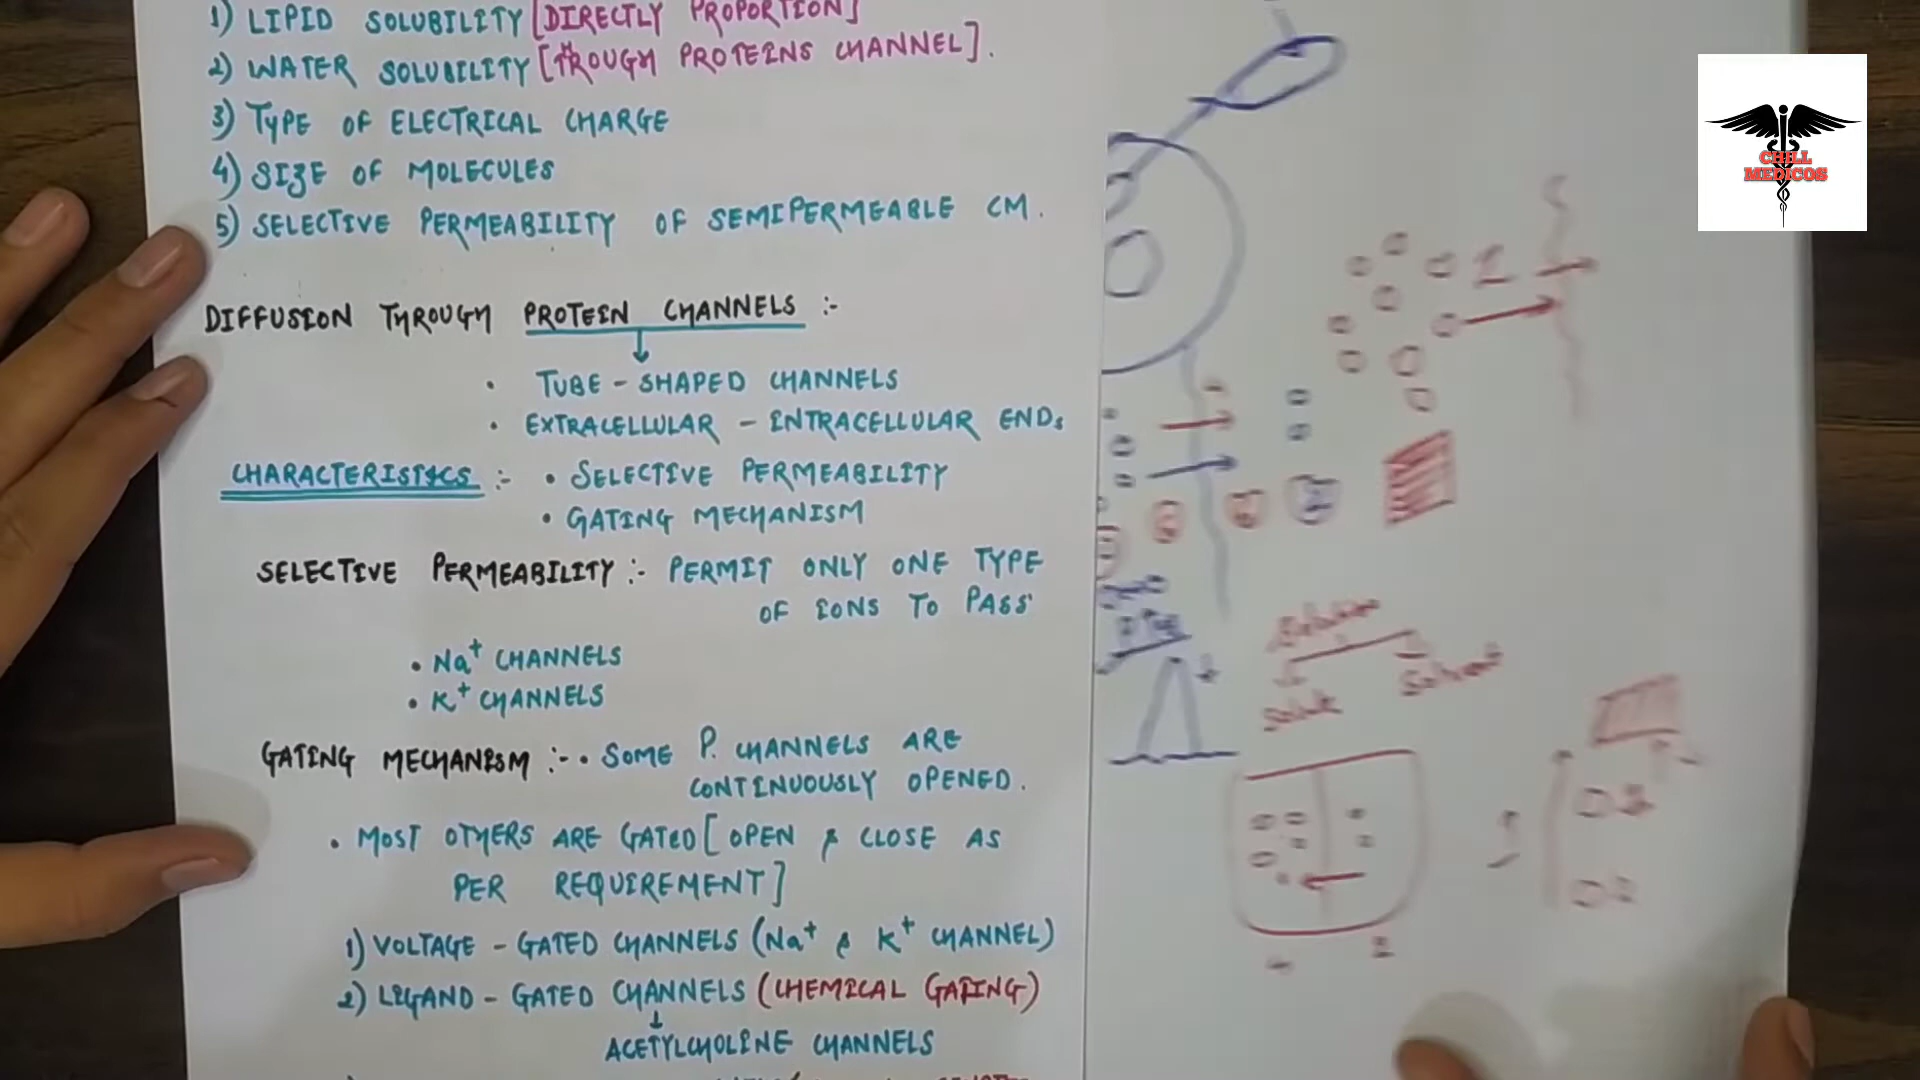 1) LIPID SOLUBILITY [DIRECTLY PROPORTION]
2) WATER SOLUBILITY [THROUGH PROTEINS CHANNEL].
3) TYPE OF ELECTRICAL CHARGE
4) SIZE OF MOLECULES
5) SELECTIVE PERMEABILITY OF SEMIPERMEABLE CM.
DIFFUSION THROUGH PROTEIN CHANNELS :-
• TUBE - SHAPED CHANNELS
• EXTRACELLULAR - INTRACELLULAR ENDs
CHARACTERISTICS :- • SELECTIVE PERMEABILITY
• GATING MECHANISM
SELECTIVE PERMEABILITY :- PERMIT ONLY ONE TYPE
OF IONS TO PASS
• Na+ CHANNELS
• K+ CHANNELS
GATING MECHANISM :- • SOME P. CHANNELS ARE
CONTINUOUSLY OPENED.
• MOST OTHERS ARE GATED [OPEN & CLOSE AS
PER REQUIREMENT]
1) VOLTAGE - GATED CHANNELS (Na+ & K+ CHANNEL)
2) LIGAND - GATED CHANNELS (CHEMICAL GATING)
ACETYLCHOLINE CHANNELS
Solution
Solute
Solvent
CHILL
MEDICOS